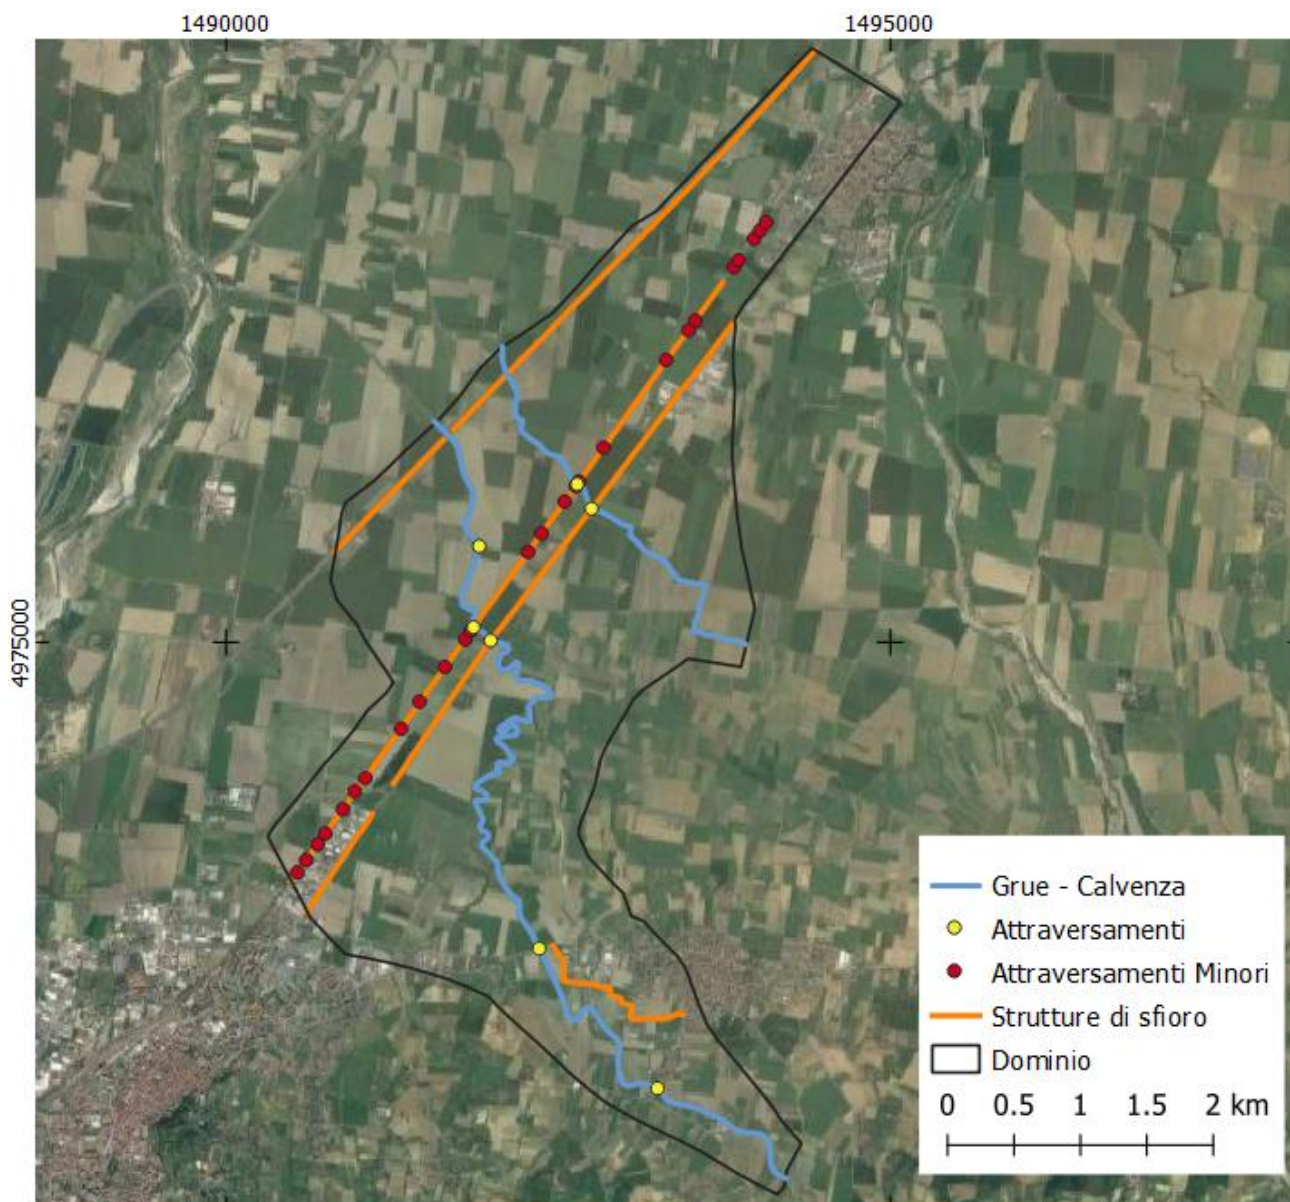 1490000
1495000
4975000
Grue - Calvenza
Attraversamenti
Attraversamenti Minori
Strutture di sfioro
Dominio
0 0.5 1 1.5 2 km